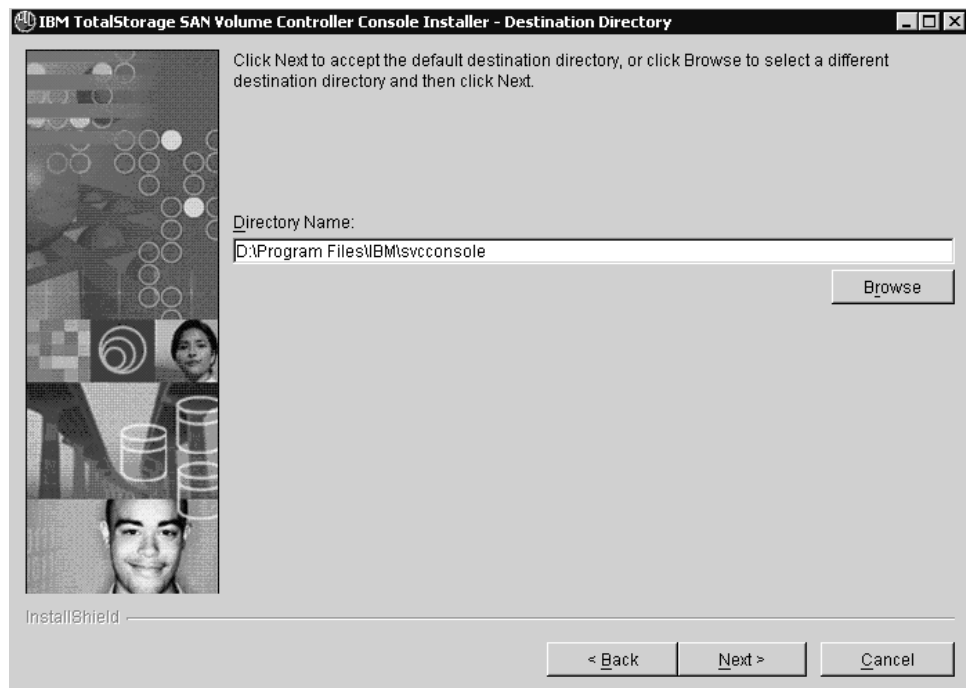 IBM TotalStorage SAN Volume Controller Console Installer - Destination Directory
Click Next to accept the default destination directory, or click Browse to select a different
destination directory and then click Next.
Directory Name:
D:\Program Files\IBM\svcconsole
Browse
InstallShield
< Back
Next >
Cancel